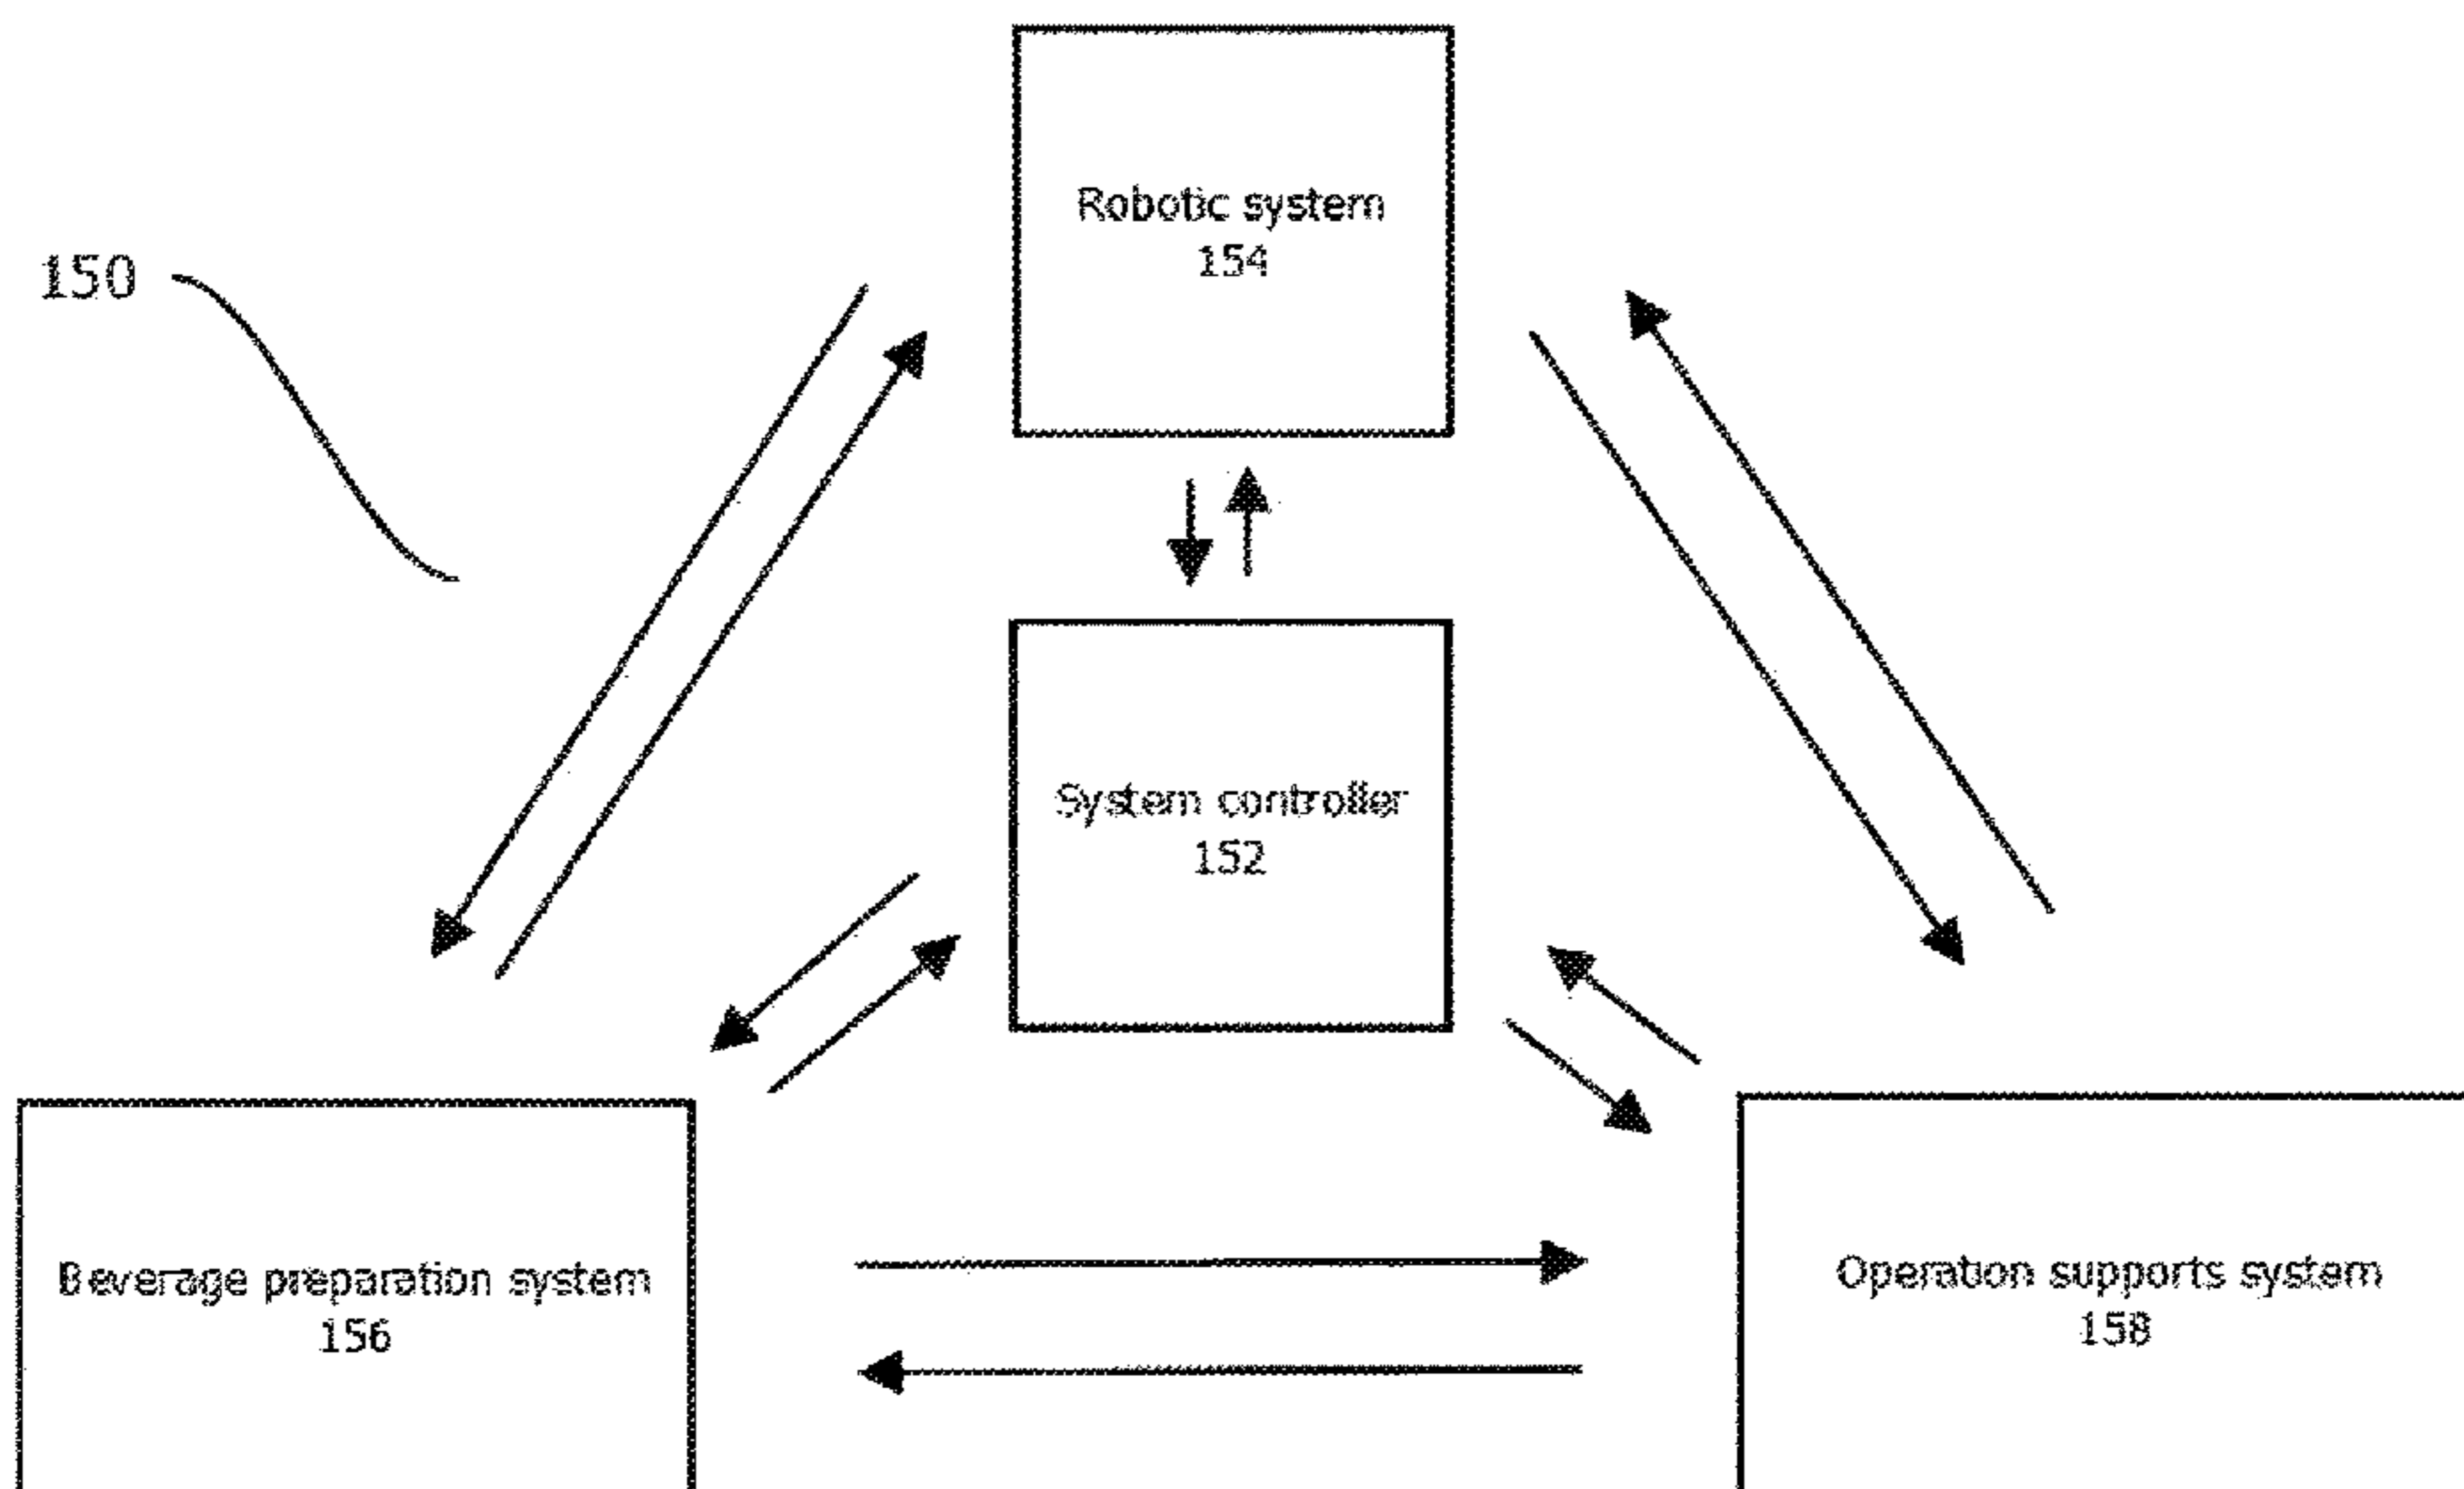 Robotic system
154
150
System controller
152
Beverage preparation system
156
Operation supports system
158